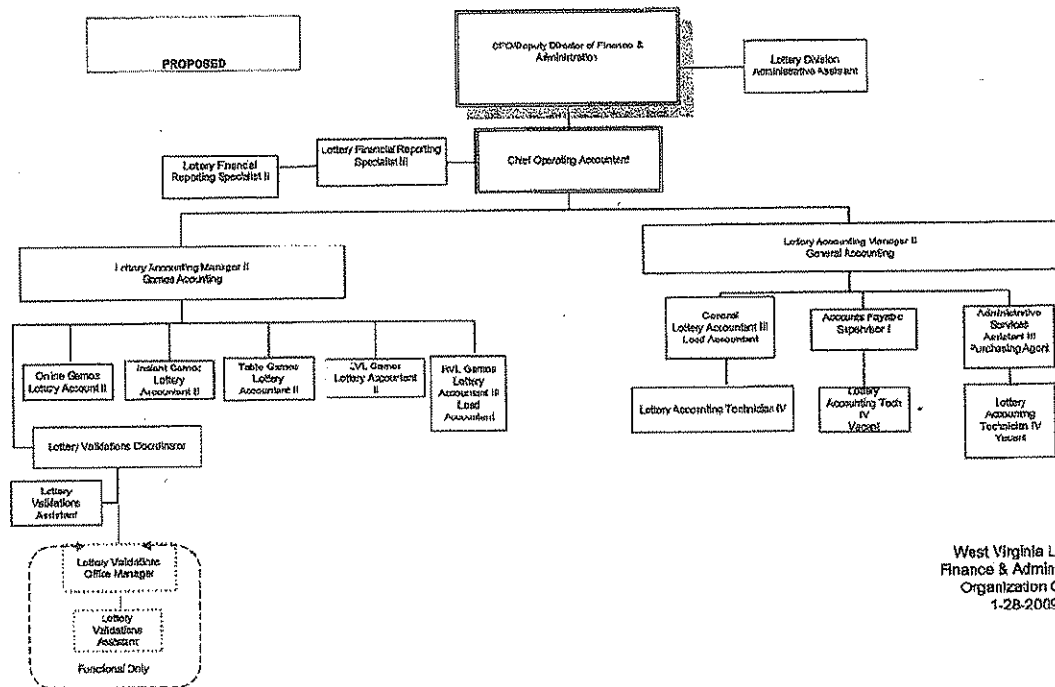 PROPOSED
CFO/Deputy Director of Finance &
Administration
Lottery Division
Administrative Assistant
Lottery Financial Reporting
Specialist III
Lottery Financial
Reporting Specialist II
Chief Operating Accountant
Lottery Accounting Manager II
Games Accounting
Lottery Accounting Manager II
General Accounting
Online Games
Lottery Account II
Instant Games
Lottery
Accountant II
Table Games
Lottery
Accountant II
LVL Games
Lottery Accountant
II
RVL Games
Lottery
Accountant III
Lead
Accountant
General
Lottery Accountant III
Lead Accountant
Accounts Payable
Supervisor I
Administrative
Services
Assistant III
Purchasing Agent
Lottery Accounting Technician IV
Lottery
Accounting Tech
IV
Vacant
Lottery
Accounting
Technician IV
Vacant
Lottery Validations Coordinator
Lottery
Validations
Assistant
Lottery Validations
Office Manager
Lottery
Validations
Assistant
Functional Only
West Virginia L
Finance & Admin
Organization C
1-28-2009